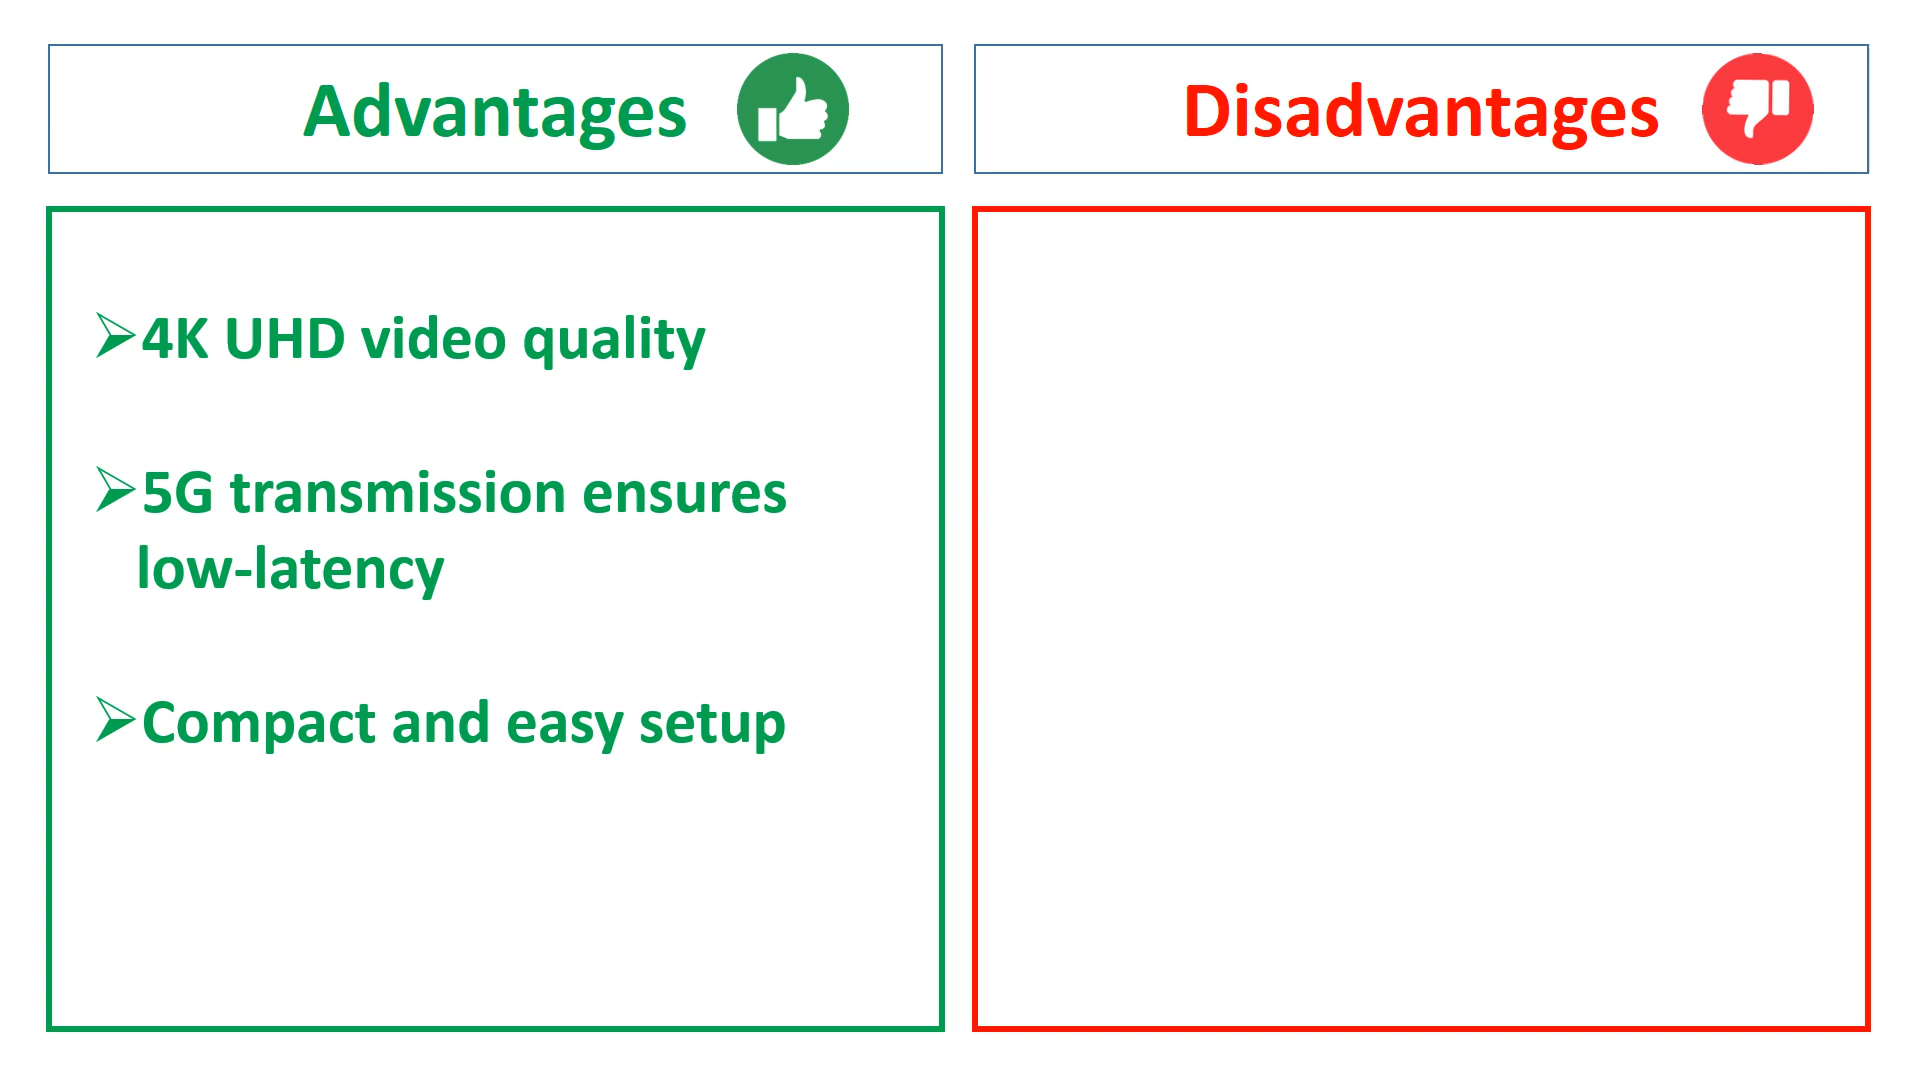 Advantages
Disadvantages
4K UHD video quality
5G transmission ensures
low-latency
Compact and easy setup